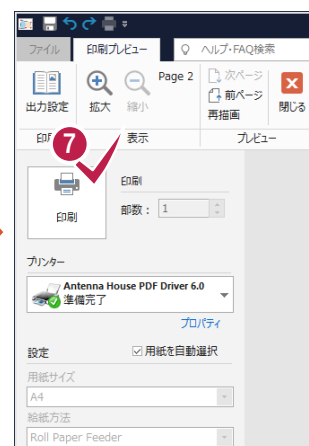 ファイル 印刷プレビュー ヘルプ・FAQ検索
出力設定 拡大 縮小 Page 2 次ページ
前ページ
再描画
閉じる
表示 プレビュー
7
印刷
印刷
部数： 1
プリンター
Antenna House PDF Driver 6.0
準備完了
プロパティ
設定 用紙を自動選択
用紙サイズ
A4
給紙方法
Roll Paper Feeder